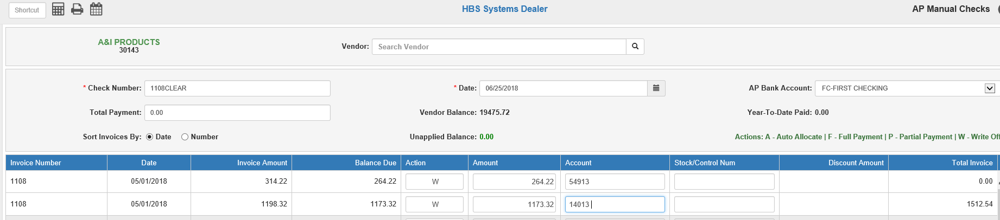 Shortcut HBS Systems Dealer AP Manual Checks
A&I PRODUCTS
30143
Vendor: Search Vendor
* Check Number: 1108CLEAR * Date: 06/25/2018 AP Bank Account: FC-FIRST CHECKING
Total Payment: 0.00 Vendor Balance: 19475.72 Year-To-Date Paid: 0.00
Sort Invoices By: Date Number Unapplied Balance: 0.00 Actions: A - Auto Allocate | F - Full Payment | P - Partial Payment | W - Write Off
Invoice Number Date Invoice Amount Balance Due Action Amount Account Stock/Control Num Discount Amount Total Invoice
1108 05/01/2018 314.22 264.22 W 264.22 54913 0.00
1108 05/01/2018 1198.32 1173.32 W 1173.32 14013 1512.54